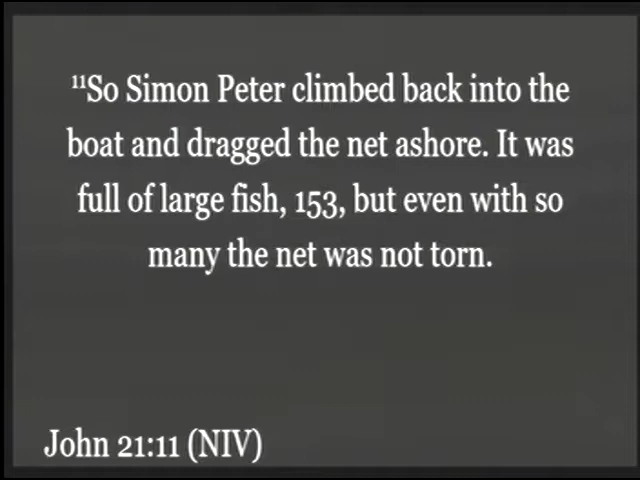 ¹¹So Simon Peter climbed back into the
boat and dragged the net ashore. It was
full of large fish, 153, but even with so
many the net was not torn.
John 21:11 (NIV)